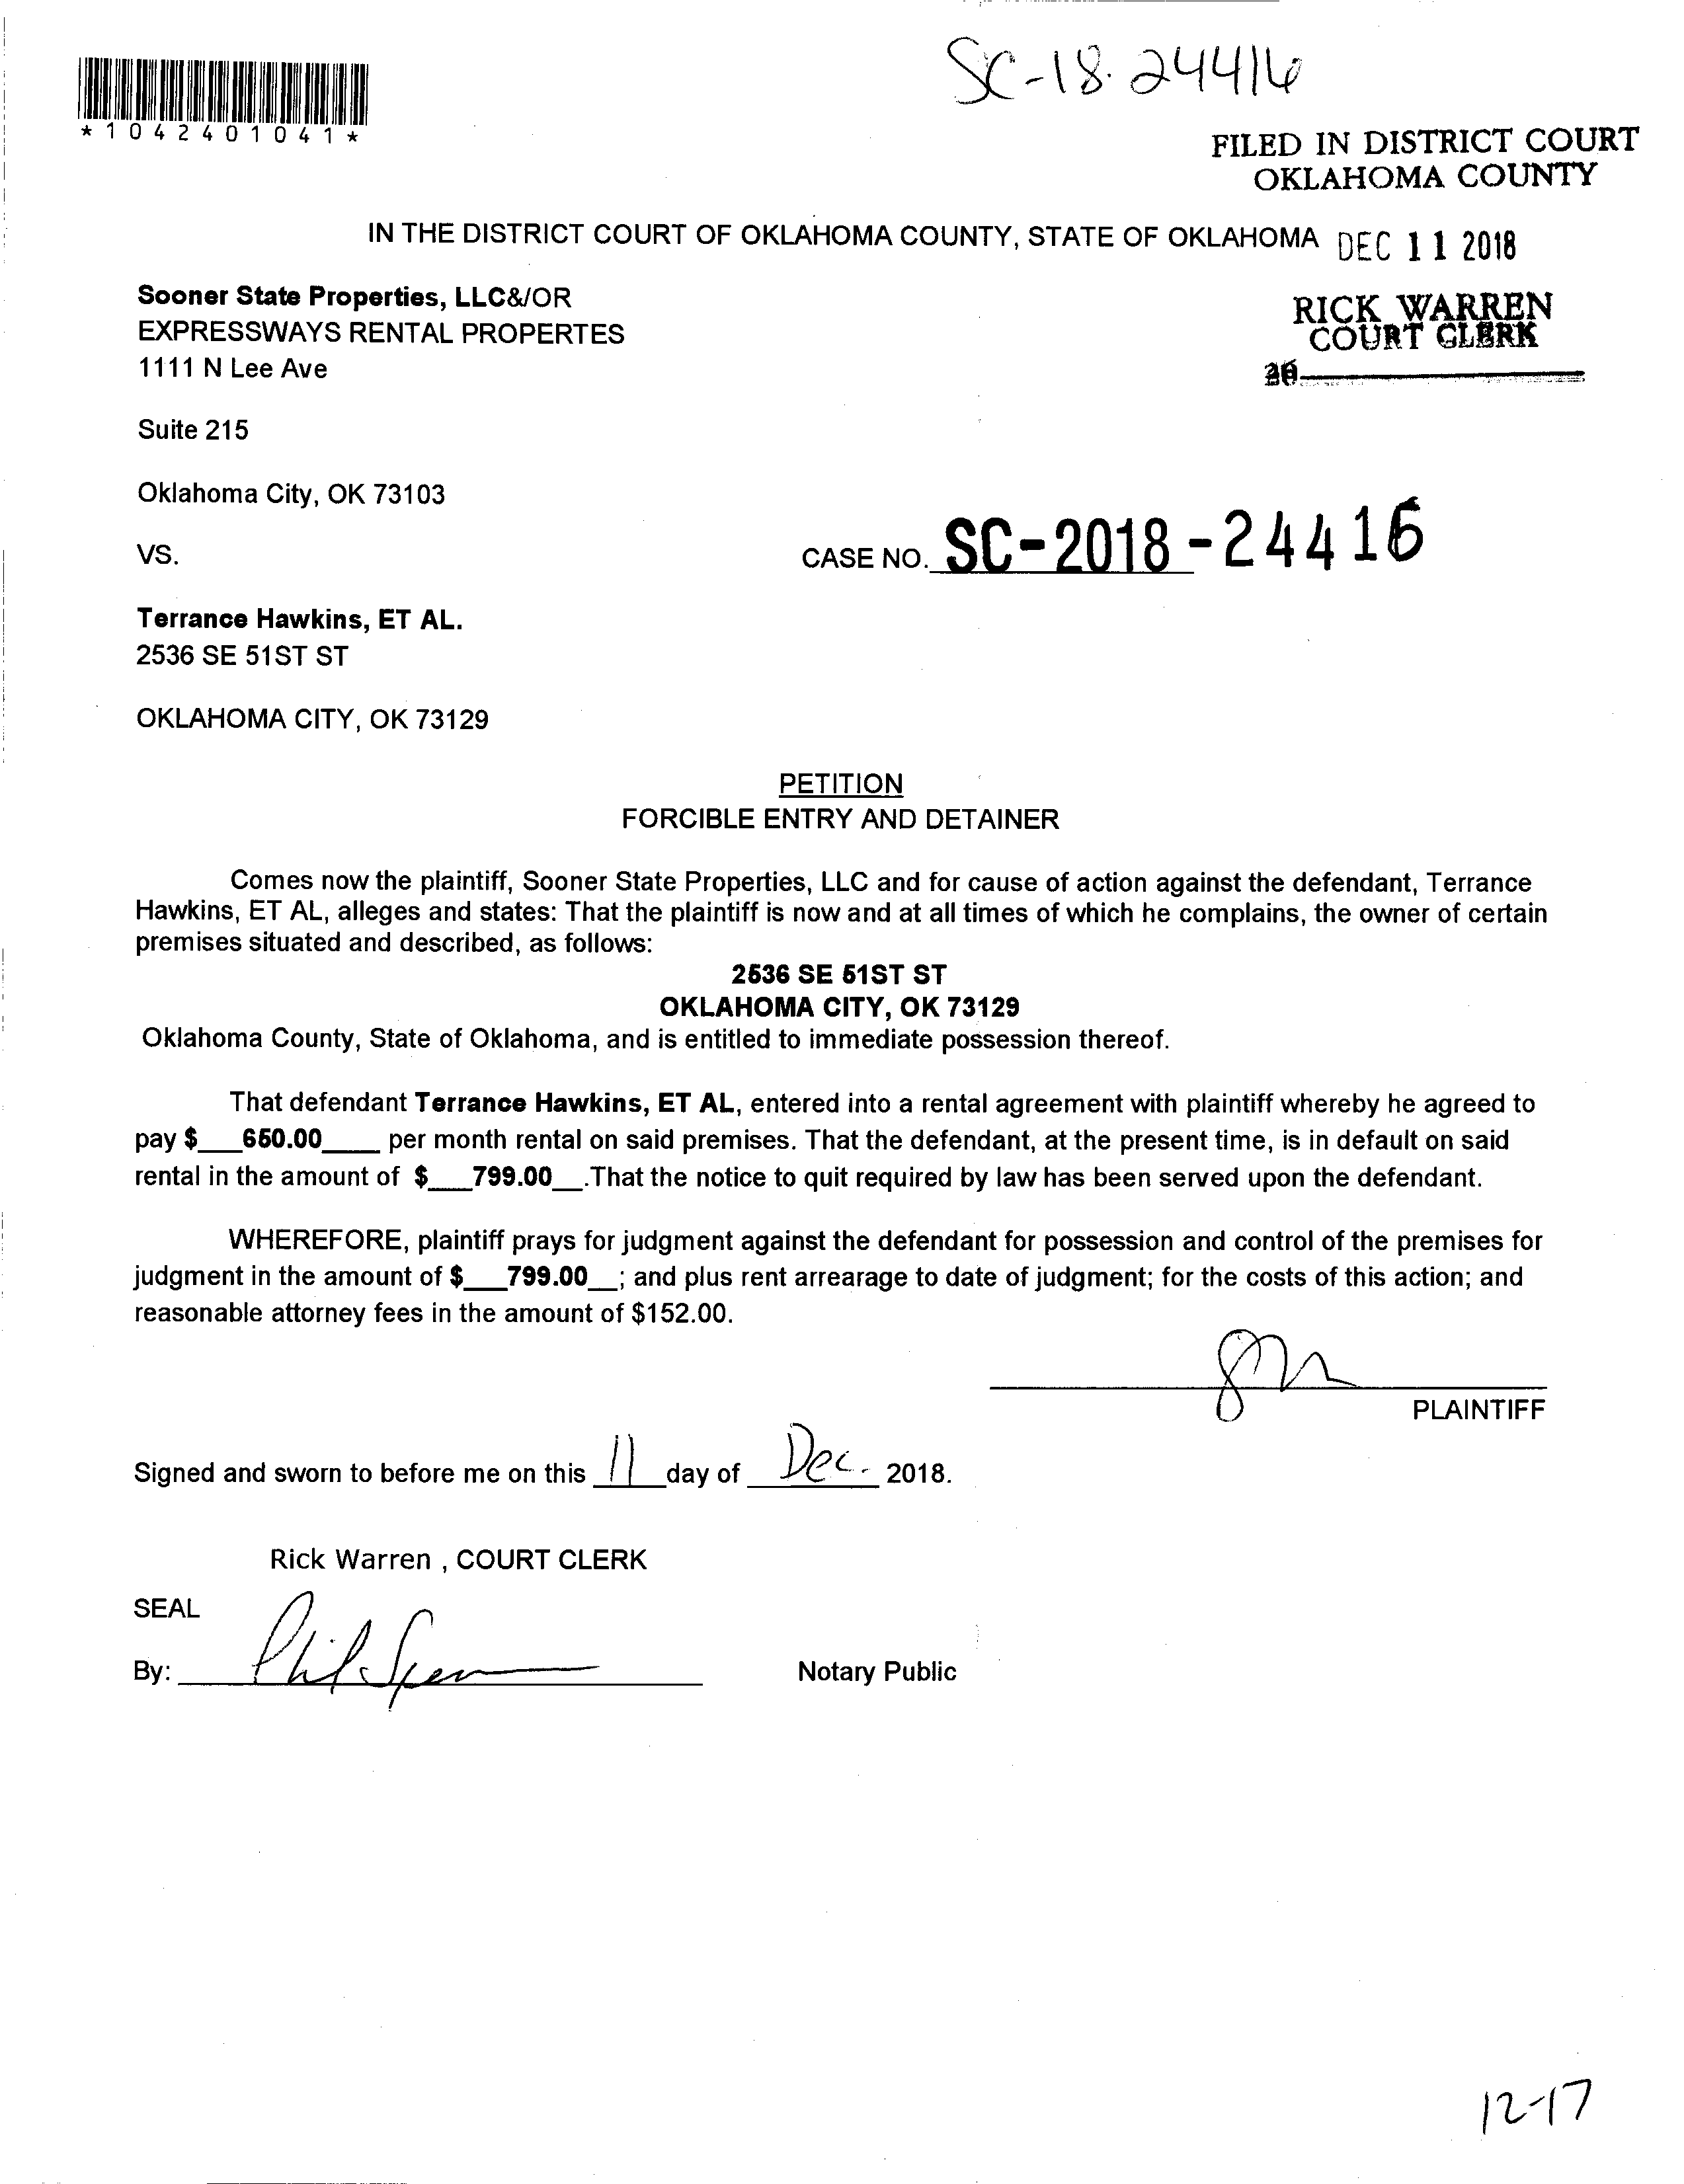 SC-18-24416
*1042401041*
FILED IN DISTRICT COURT
OKLAHOMA COUNTY
IN THE DISTRICT COURT OF OKLAHOMA COUNTY, STATE OF OKLAHOMA
DEC 11 2018
Sooner State Properties, LLC&/OR
EXPRESSWAYS RENTAL PROPERTES
1111 N Lee Ave
RICK WARREN
COURT CLERK
Suite 215
Oklahoma City, OK 73103
VS.
CASE NO. SC-2018-24416
Terrance Hawkins, ET AL.
2536 SE 51ST ST
OKLAHOMA CITY, OK 73129
PETITION
FORCIBLE ENTRY AND DETAINER
Comes now the plaintiff, Sooner State Properties, LLC and for cause of action against the defendant, Terrance
Hawkins, ET AL, alleges and states: That the plaintiff is now and at all times of which he complains, the owner of certain
premises situated and described, as follows:
2536 SE 51ST ST
OKLAHOMA CITY, OK 73129
Oklahoma County, State of Oklahoma, and is entitled to immediate possession thereof.
That defendant Terrance Hawkins, ET AL, entered into a rental agreement with plaintiff whereby he agreed to
pay $___650.00____ per month rental on said premises. That the defendant, at the present time, is in default on said
rental in the amount of $___799.00__.That the notice to quit required by law has been served upon the defendant.
WHEREFORE, plaintiff prays for judgment against the defendant for possession and control of the premises for
judgment in the amount of $___799.00__; and plus rent arrearage to date of judgment; for the costs of this action; and
reasonable attorney fees in the amount of $152.00.
PLAINTIFF
Signed and sworn to before me on this 11 day of Dec. 2018.
Rick Warren , COURT CLERK
SEAL
By:
Notary Public
12-17